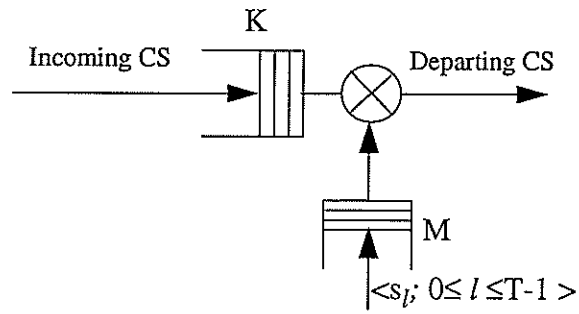 K
Incoming CS
Departing CS
M
<s_l; 0≤ l ≤T-1 >